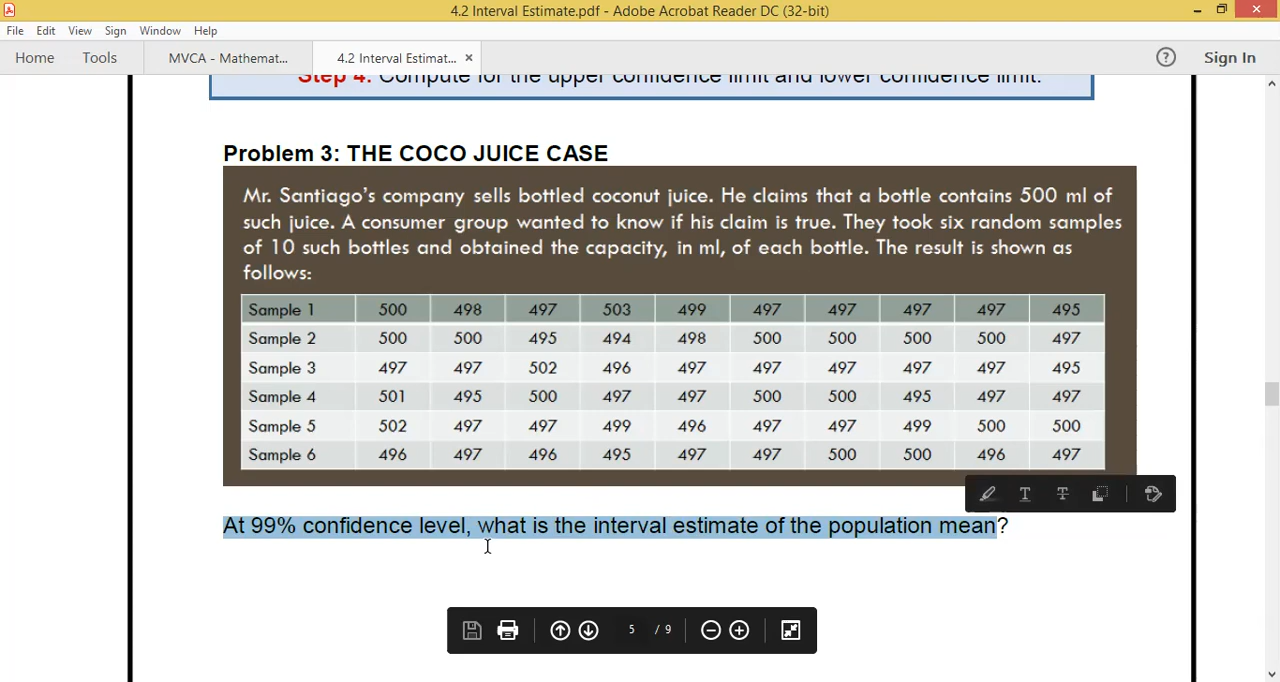 4.2 Interval Estimate.pdf - Adobe Acrobat Reader DC (32-bit)
File Edit View Sign Window Help
Home Tools MVCA - Mathemat... 4.2 Interval Estimat... × ? Sign In
Step 4: Compute for the upper confidence limit and lower confidence limit.
Problem 3: THE COCO JUICE CASE
Mr. Santiago's company sells bottled coconut juice. He claims that a bottle contains 500 ml of
such juice. A consumer group wanted to know if his claim is true. They took six random samples
of 10 such bottles and obtained the capacity, in ml, of each bottle. The result is shown as
follows:
Sample 1 500 498 497 503 499 497 497 497 497 495
Sample 2 500 500 495 494 498 500 500 500 500 497
Sample 3 497 497 502 496 497 497 497 497 497 495
Sample 4 501 495 500 497 497 500 500 495 497 497
Sample 5 502 497 497 499 496 497 497 499 500 500
Sample 6 496 497 496 495 497 497 500 500 496 497
At 99% confidence level, what is the interval estimate of the population mean?
5 / 9